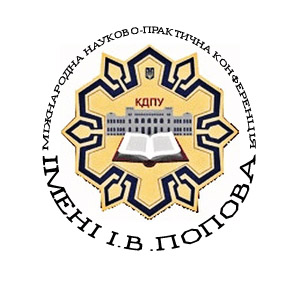 МІЖНАРОДНА НАУКОВО-ПРАКТИЧНА КОНФЕРЕНЦІЯ
КДПУ
ІМЕНІ І.В.ПОПОВА